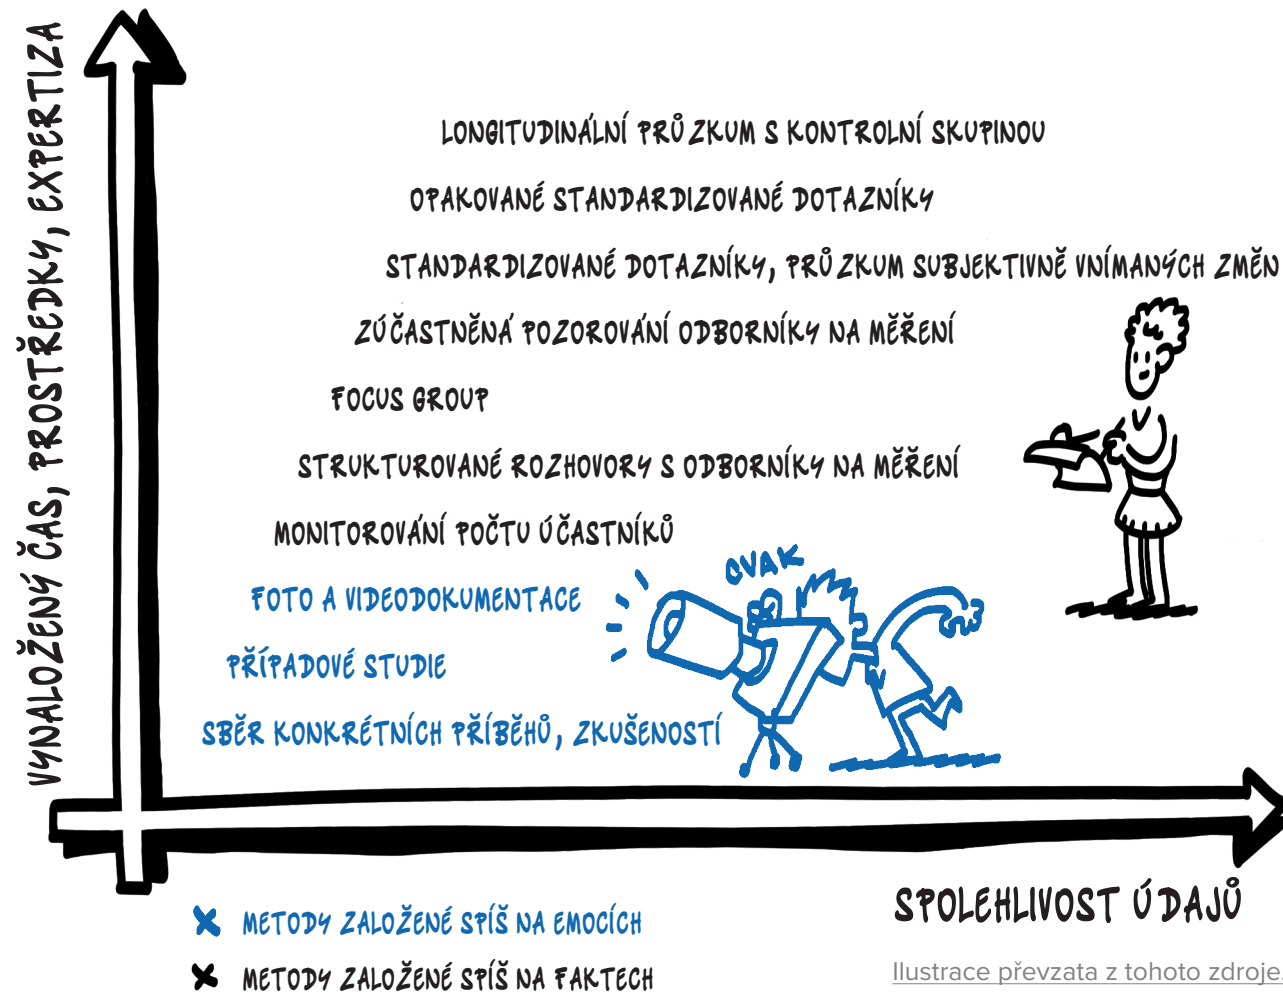 VYNALOŽENÝ ČAS, PROSTŘEDKY, EXPERTIZA
LONGITUDINÁLNÍ PRŮZKUM S KONTROLNÍ SKUPINOU
OPAKOVANÉ STANDARDIZOVANÉ DOTAZNÍKY
STANDARDIZOVANÉ DOTAZNÍKY, PRŮZKUM SUBJEKTIVNĚ VNÍMANÝCH ZMĚN
ZÚČASTNĚNÁ POZOROVÁNÍ ODBORNÍKY NA MĚŘENÍ
FOCUS GROUP
STRUKTUROVANÉ ROZHOVORY S ODBORNÍKY NA MĚŘENÍ
MONITOROVÁNÍ POČTU ÚČASTNÍKŮ
CVAK
FOTO A VIDEODOKUMENTACE
PŘÍPADOVÉ STUDIE
SBĚR KONKRÉTNÍCH PŘÍBĚHŮ, ZKUŠENOSTÍ
SPOLEHLIVOST ÚDAJŮ
METODY ZALOŽENÉ SPÍŠ NA EMOCÍCH
METODY ZALOŽENÉ SPÍŠ NA FAKTECH
Ilustrace převzata z tohoto zdroje.